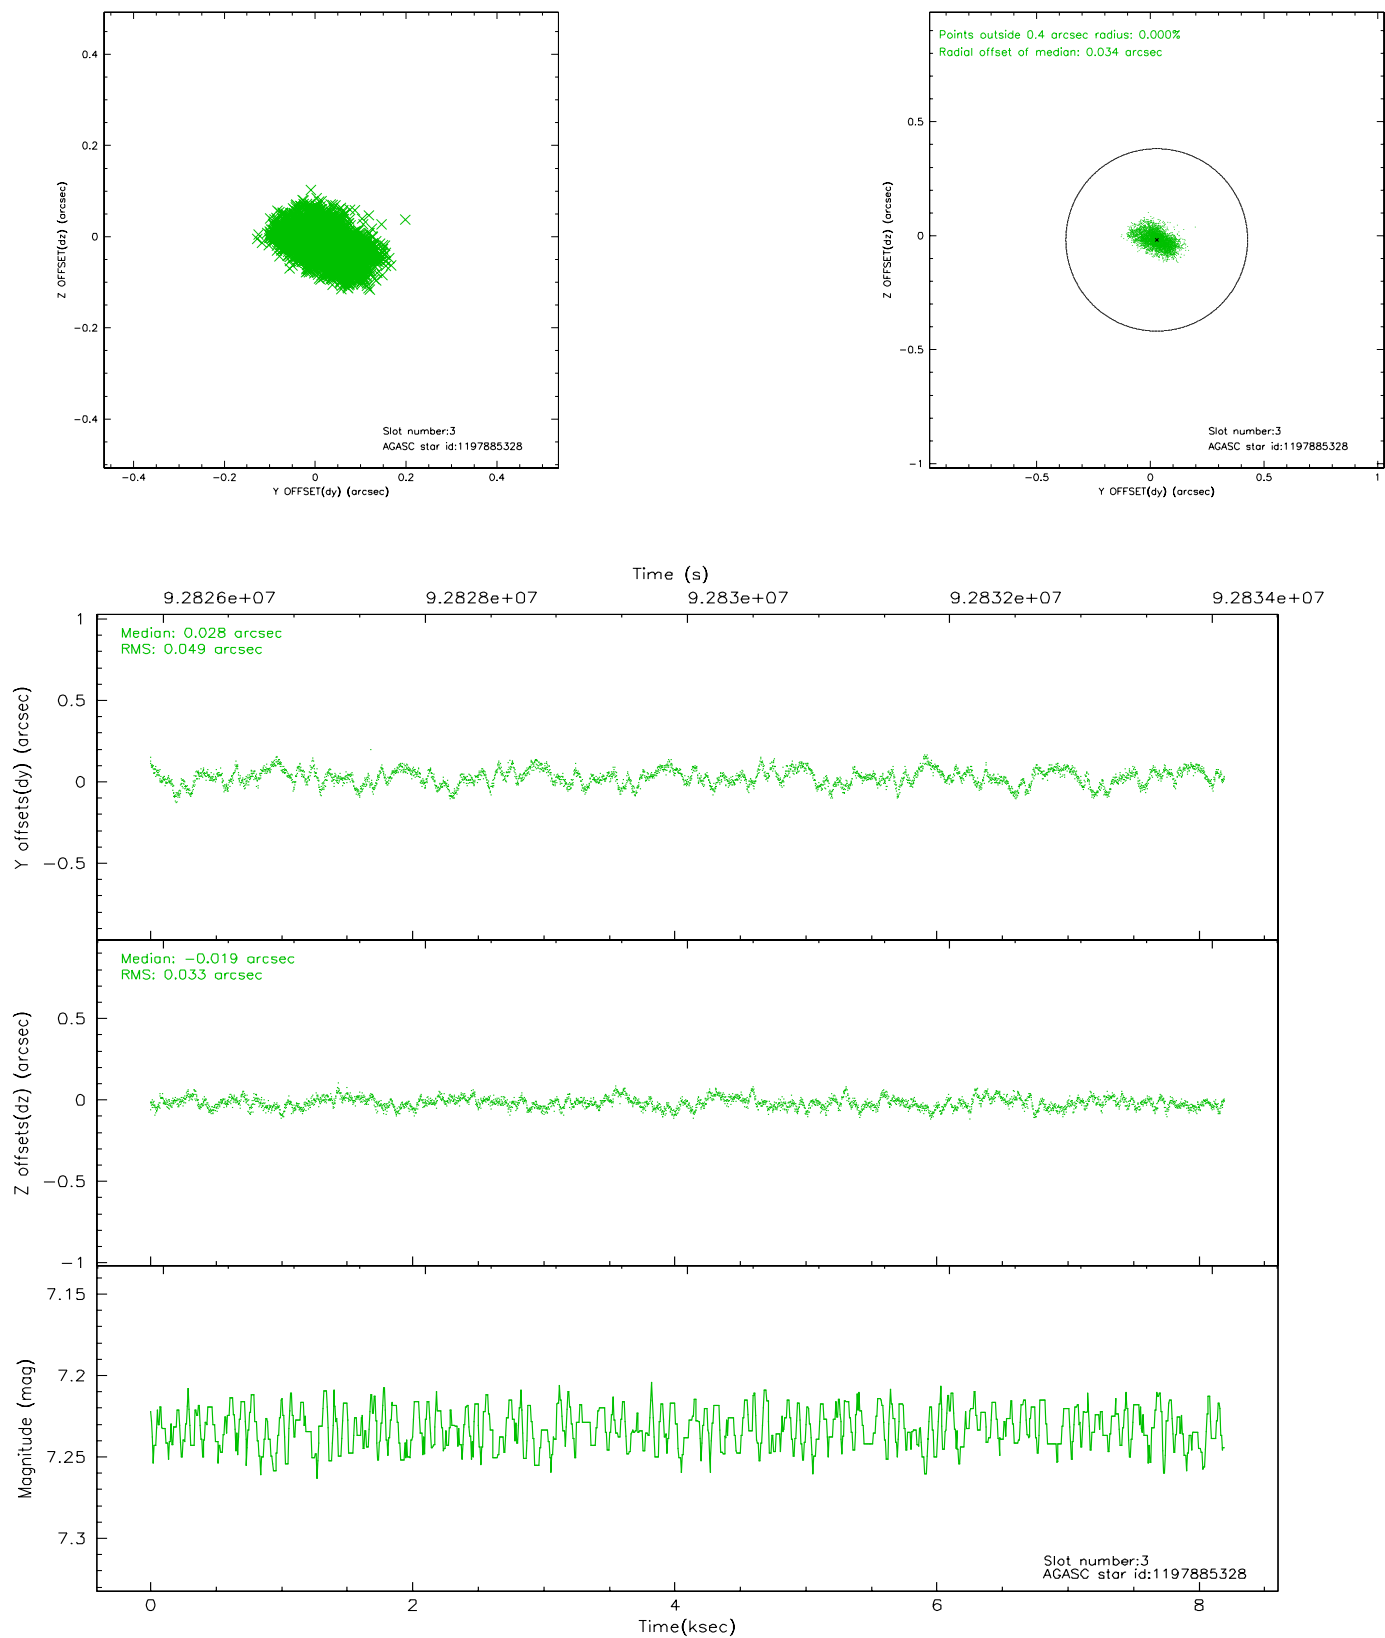 0.4
0.2
0
−0.2
−0.4
Z OFFSET(dz) (arcsec)
Slot number:3
AGASC star id:1197885328
−0.4 −0.2 0 0.2 0.4
Y OFFSET(dy) (arcsec)
Points outside 0.4 arcsec radius: 0.000%
Radial offset of median: 0.034 arcsec
0.5
0
−0.5
−1
Z OFFSET(dz) (arcsec)
Slot number:3
AGASC star id:1197885328
−0.5 0 0.5 1
Y OFFSET(dy) (arcsec)
Time (s)
9.2826e+07 9.2828e+07 9.283e+07 9.2832e+07 9.2834e+07
Median: 0.028 arcsec
RMS: 0.049 arcsec
1
0.5
0
−0.5
Y offsets(dy) (arcsec)
Median: −0.019 arcsec
RMS: 0.033 arcsec
0.5
0
−0.5
−1
Z offsets(dz) (arcsec)
7.15
7.2
7.25
7.3
Magnitude (mag)
Slot number:3
AGASC star id:1197885328
0 2 4 6 8
Time(ksec)